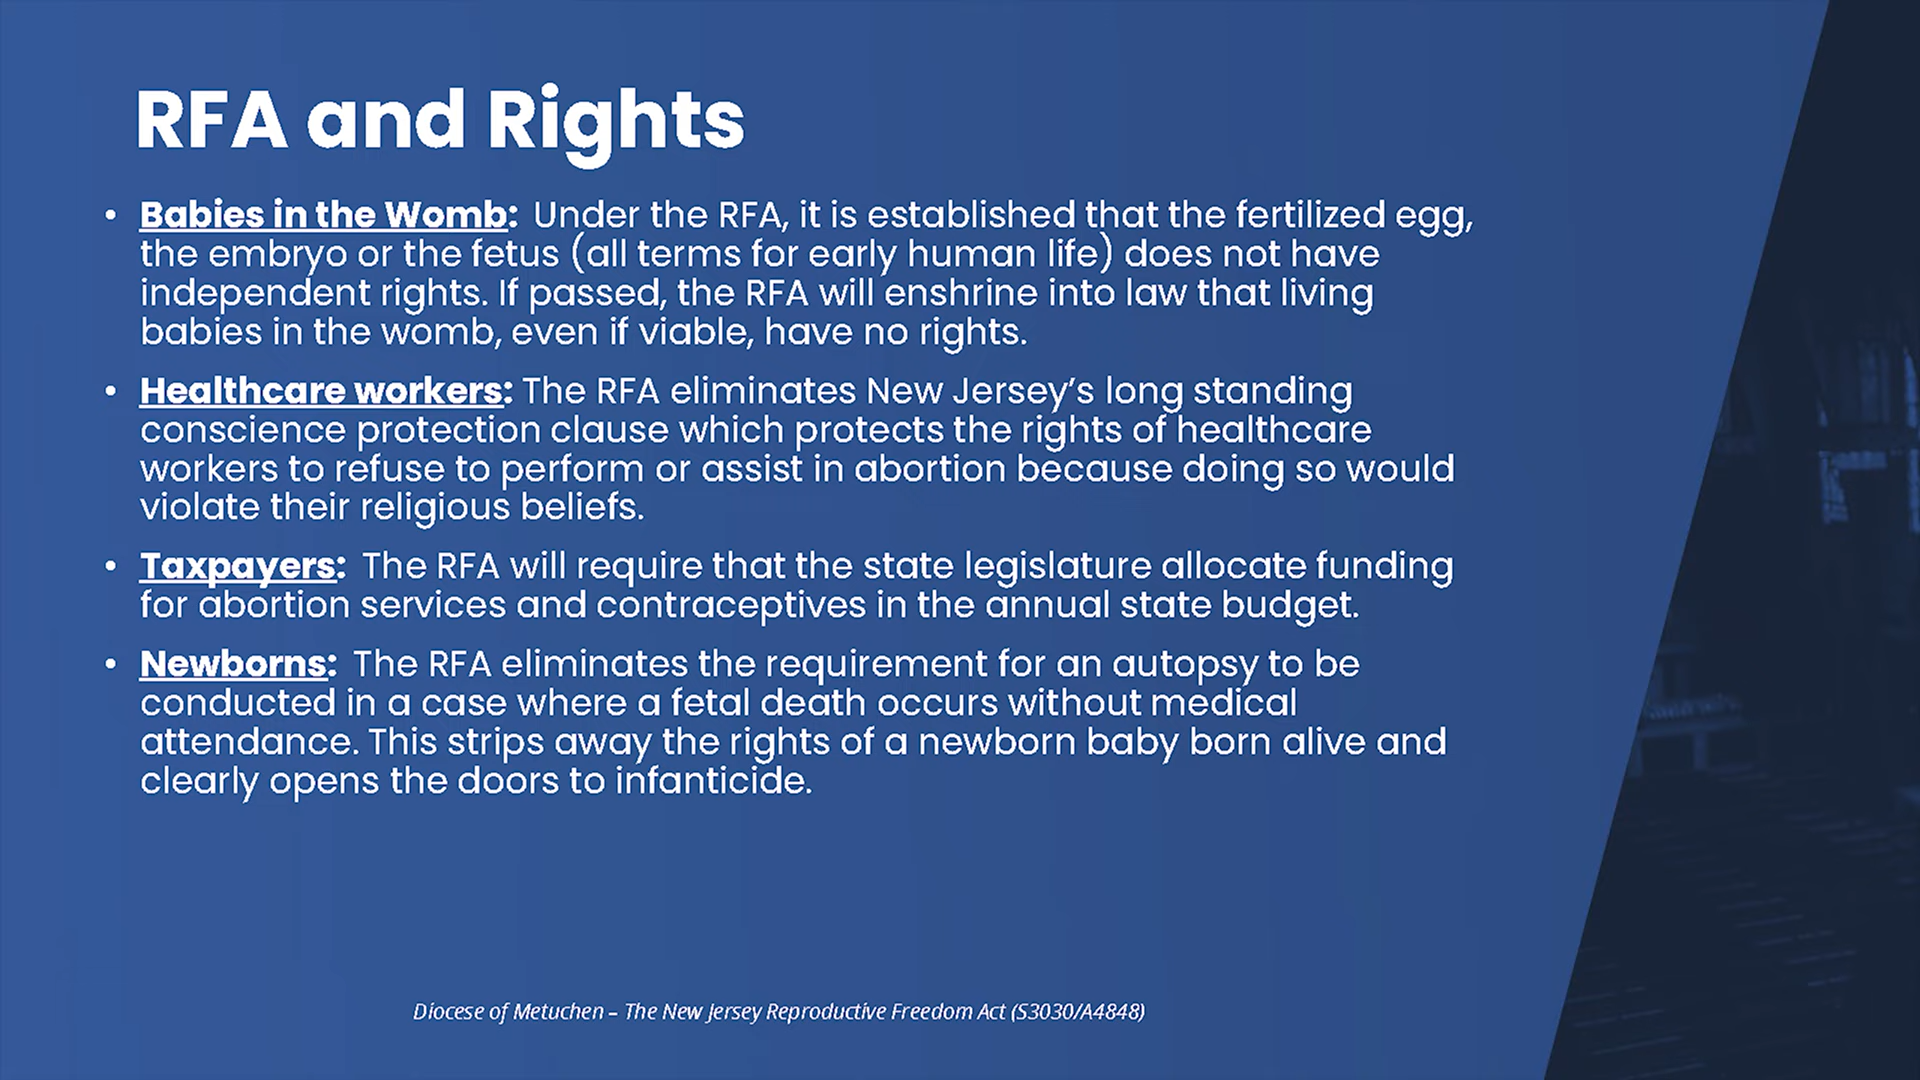 RFA and Rights
• Babies in the Womb: Under the RFA, it is established that the fertilized egg,
the embryo or the fetus (all terms for early human life) does not have
independent rights. If passed, the RFA will enshrine into law that living
babies in the womb, even if viable, have no rights.
• Healthcare workers: The RFA eliminates New Jersey’s long standing
conscience protection clause which protects the rights of healthcare
workers to refuse to perform or assist in abortion because doing so would
violate their religious beliefs.
• Taxpayers: The RFA will require that the state legislature allocate funding
for abortion services and contraceptives in the annual state budget.
• Newborns: The RFA eliminates the requirement for an autopsy to be
conducted in a case where a fetal death occurs without medical
attendance. This strips away the rights of a newborn baby born alive and
clearly opens the doors to infanticide.
Diocese of Metuchen – The New Jersey Reproductive Freedom Act (S3030/A4848)